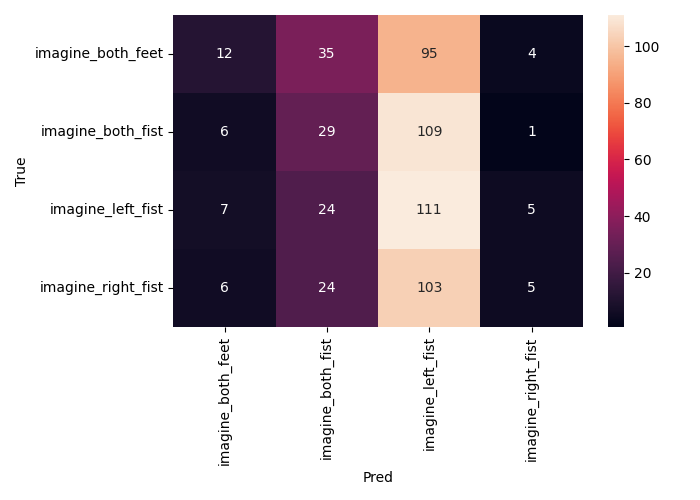 imagine_both_feet 12 35 95 4
imagine_both_fist 6 29 109 1
imagine_left_fist 7 24 111 5
imagine_right_fist 6 24 103 5
True
imagine_both_feet
imagine_both_fist
imagine_left_fist
imagine_right_fist
Pred
100
80
60
40
20